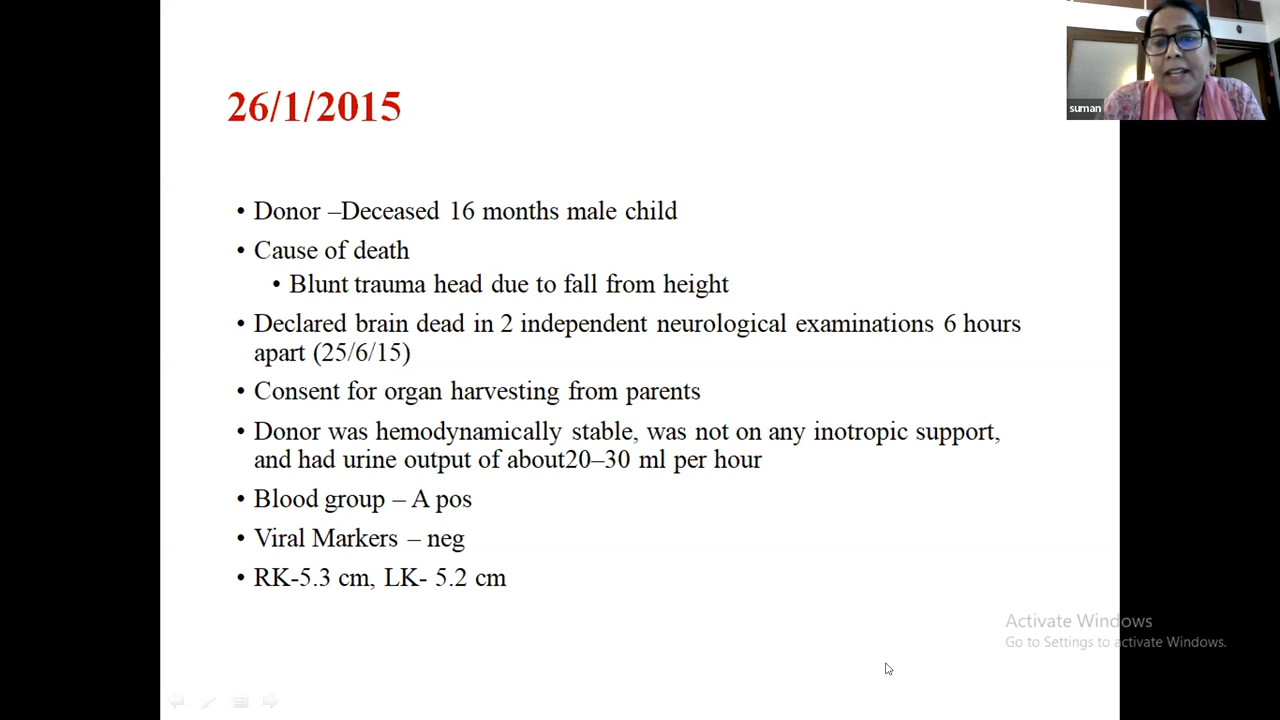 26/1/2015
suman
• Donor –Deceased 16 months male child
• Cause of death
• Blunt trauma head due to fall from height
• Declared brain dead in 2 independent neurological examinations 6 hours
apart (25/6/15)
• Consent for organ harvesting from parents
• Donor was hemodynamically stable, was not on any inotropic support,
and had urine output of about20–30 ml per hour
• Blood group – A pos
• Viral Markers – neg
• RK-5.3 cm, LK- 5.2 cm
Activate Windows
Go to Settings to activate Windows.